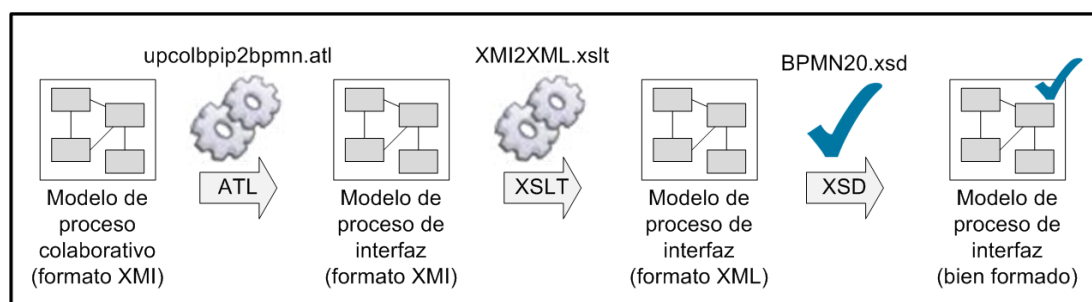 upcolbpip2bpmn.atl
XMI2XML.xslt
BPMN20.xsd
ATL
XSLT
XSD
Modelo de
proceso
colaborativo
(formato XMI)
Modelo de
proceso de
interfaz
(formato XMI)
Modelo de
proceso de
interfaz
(formato XML)
Modelo de
proceso de
interfaz
(bien formado)